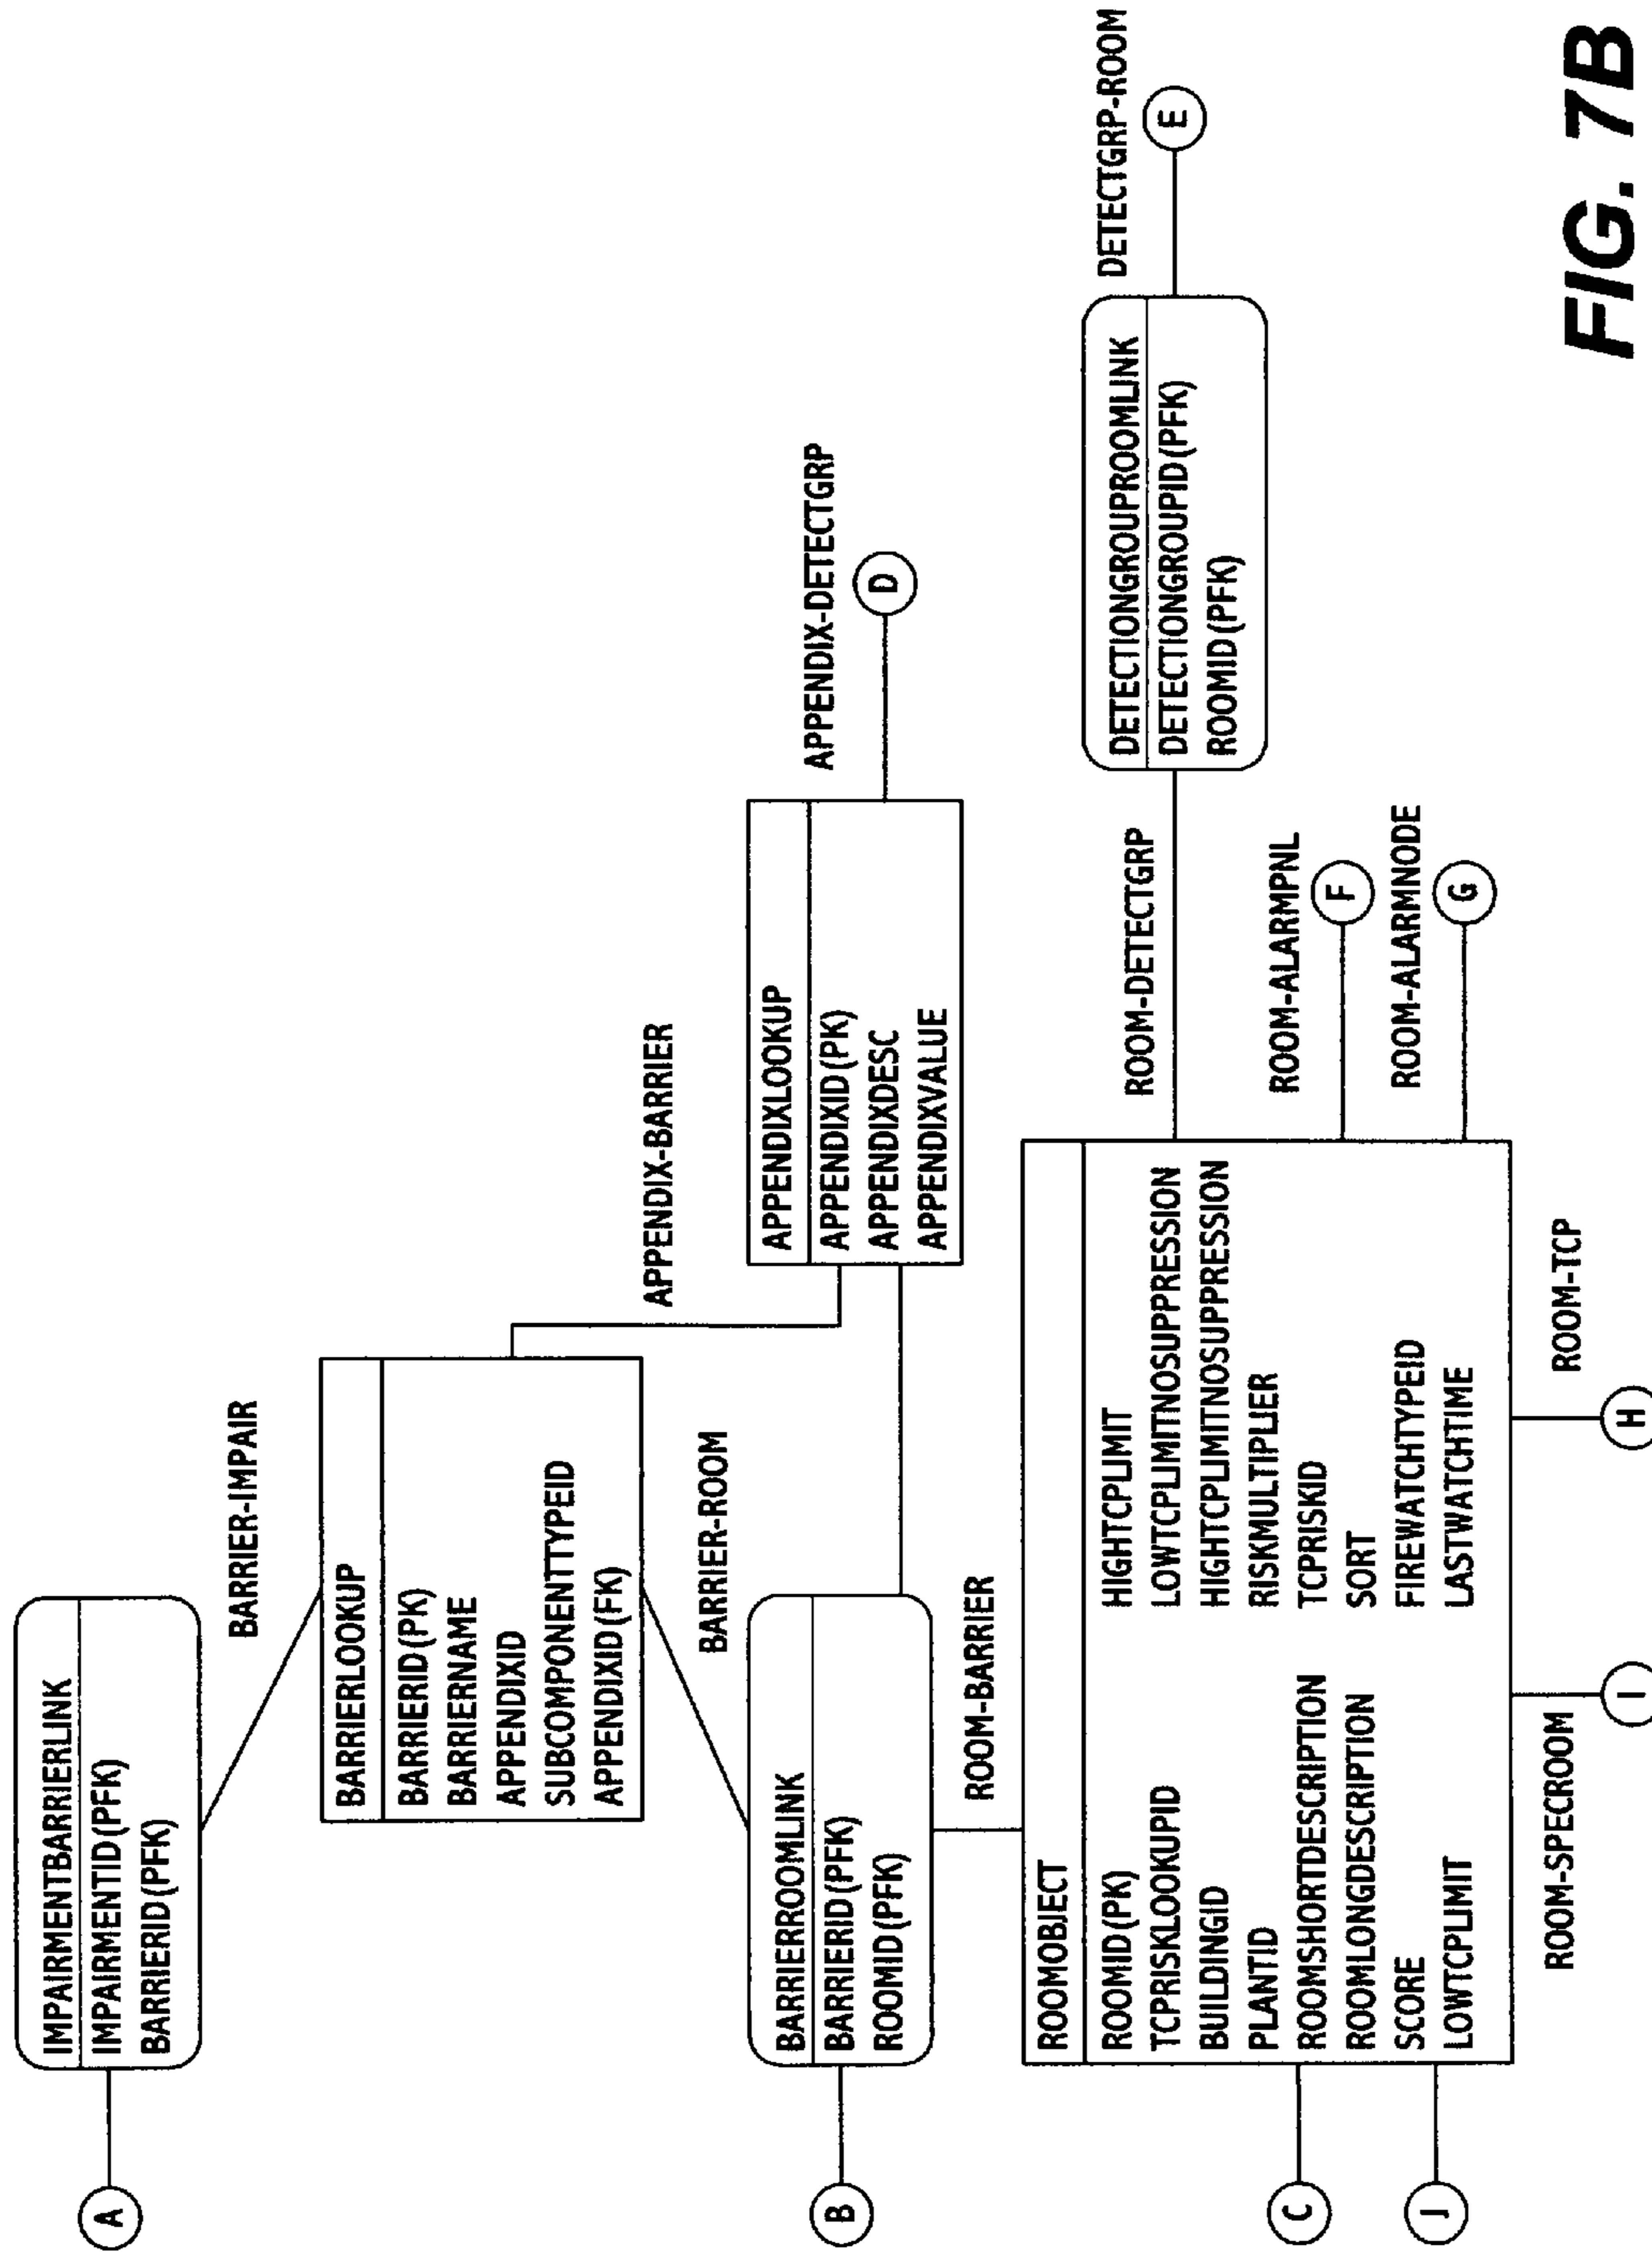 A
IMPAIRMENTBARRIERLINK
IMPAIRMENTID(PFK)
BARRIERID(PFK)
BARRIER-IMPAIR
BARRIERLOOKUP
BARRIERID(PK)
BARRIERNAME
APPENDIXID
SUBCOMPONENTTYPEID
APPENDIXID(FK)
APPENDIX-BARRIER
BARRIER-ROOM
B
BARRIERROOMLINK
BARRIERID(PFK)
ROOMID(PFK)
APPENDIXLOOKUP
APPENDIXID(PK)
APPENDIXDESC
APPENDIXVALUE
APPENDIX-DETECTGRP
D
ROOM-BARRIER
ROOMOBJECT
ROOMID(PK)
TCPRISKLOOKUPID
BUILDINGID
PLANTID
ROOMSHORTDESCRIPTION
ROOMLONGDESCRIPTION
SCORE
LOWTCPLIMIT
HIGHTCPLIMIT
LOWTCPLIMITNOSUPPRESSION
HIGHTCPLIMITNOSUPPRESSION
RISKMULTIPLIER
TCPRISKID
SORT
FIREWATCHTYPEID
LASTWATCHTIME
C
J
ROOM-DETECTGRP
DETECTIONGROUPROOMLINK
DETECTIONGROUPID(PFK)
ROOMID(PFK)
DETECTGRP-ROOM
E
ROOM-ALARMPNL
F
ROOM-ALARMNODE
G
ROOM-SPECROOM
I
ROOM-TCP
H
FIG. 7B